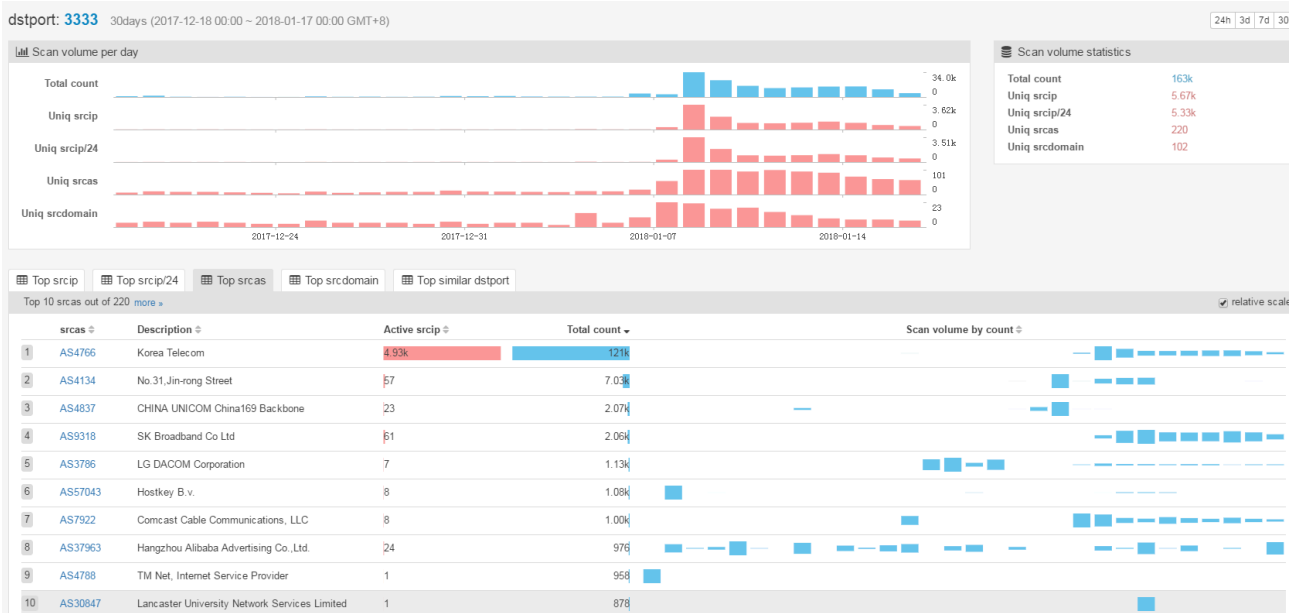 dstport: 3333 30days (2017-12-18 00:00 ~ 2018-01-17 00:00 GMT+8)
24h 3d 7d 30
Scan volume per day
Total count 34.0k 0
Uniq srcip 3.62k 0
Uniq srcip/24 3.51k 0
Uniq srcas 101 0
Uniq srcdomain 23 0
2017-12-24 2017-12-31 2018-01-07 2018-01-14
Scan volume statistics
Total count 163k
Uniq srcip 5.67k
Uniq srcip/24 5.33k
Uniq srcas 220
Uniq srcdomain 102
Top srcip Top srcip/24 Top srcas Top srcdomain Top similar dstport
Top 10 srcas out of 220 more » relative scale
srcas Description Active srcip Total count Scan volume by count
1 AS4766 Korea Telecom 4.93k 121k
2 AS4134 No.31,Jin-rong Street 57 7.03k
3 AS4837 CHINA UNICOM China169 Backbone 23 2.07k
4 AS9318 SK Broadband Co Ltd 61 2.06k
5 AS3786 LG DACOM Corporation 7 1.13k
6 AS57043 Hostkey B.v. 8 1.08k
7 AS7922 Comcast Cable Communications, LLC 8 1.00k
8 AS37963 Hangzhou Alibaba Advertising Co.,Ltd. 24 976
9 AS4788 TM Net, Internet Service Provider 1 958
10 AS30847 Lancaster University Network Services Limited 1 878